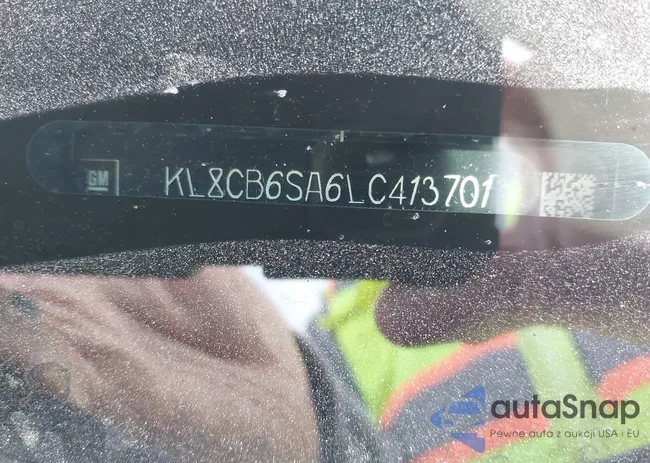 GM KL8CB6SA6LC413701
autaSnap
Pewne auta z aukcji USA i EU